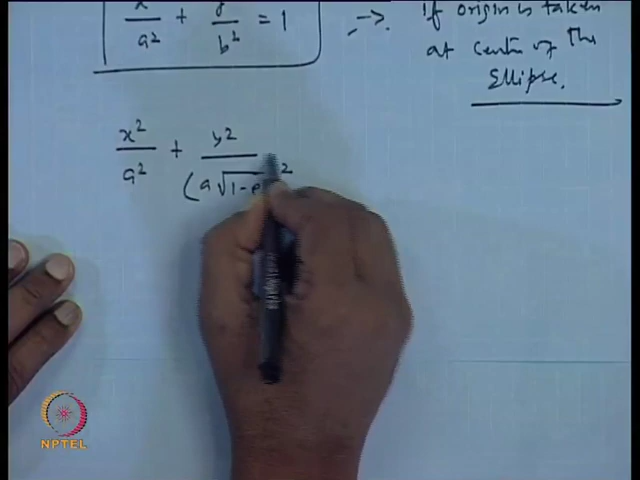 x²/a² + y²/b² = 1 → if origin is taken
at centre of the
Ellipse.
x²/a² + y²/(a√1-e ²
NPTEL